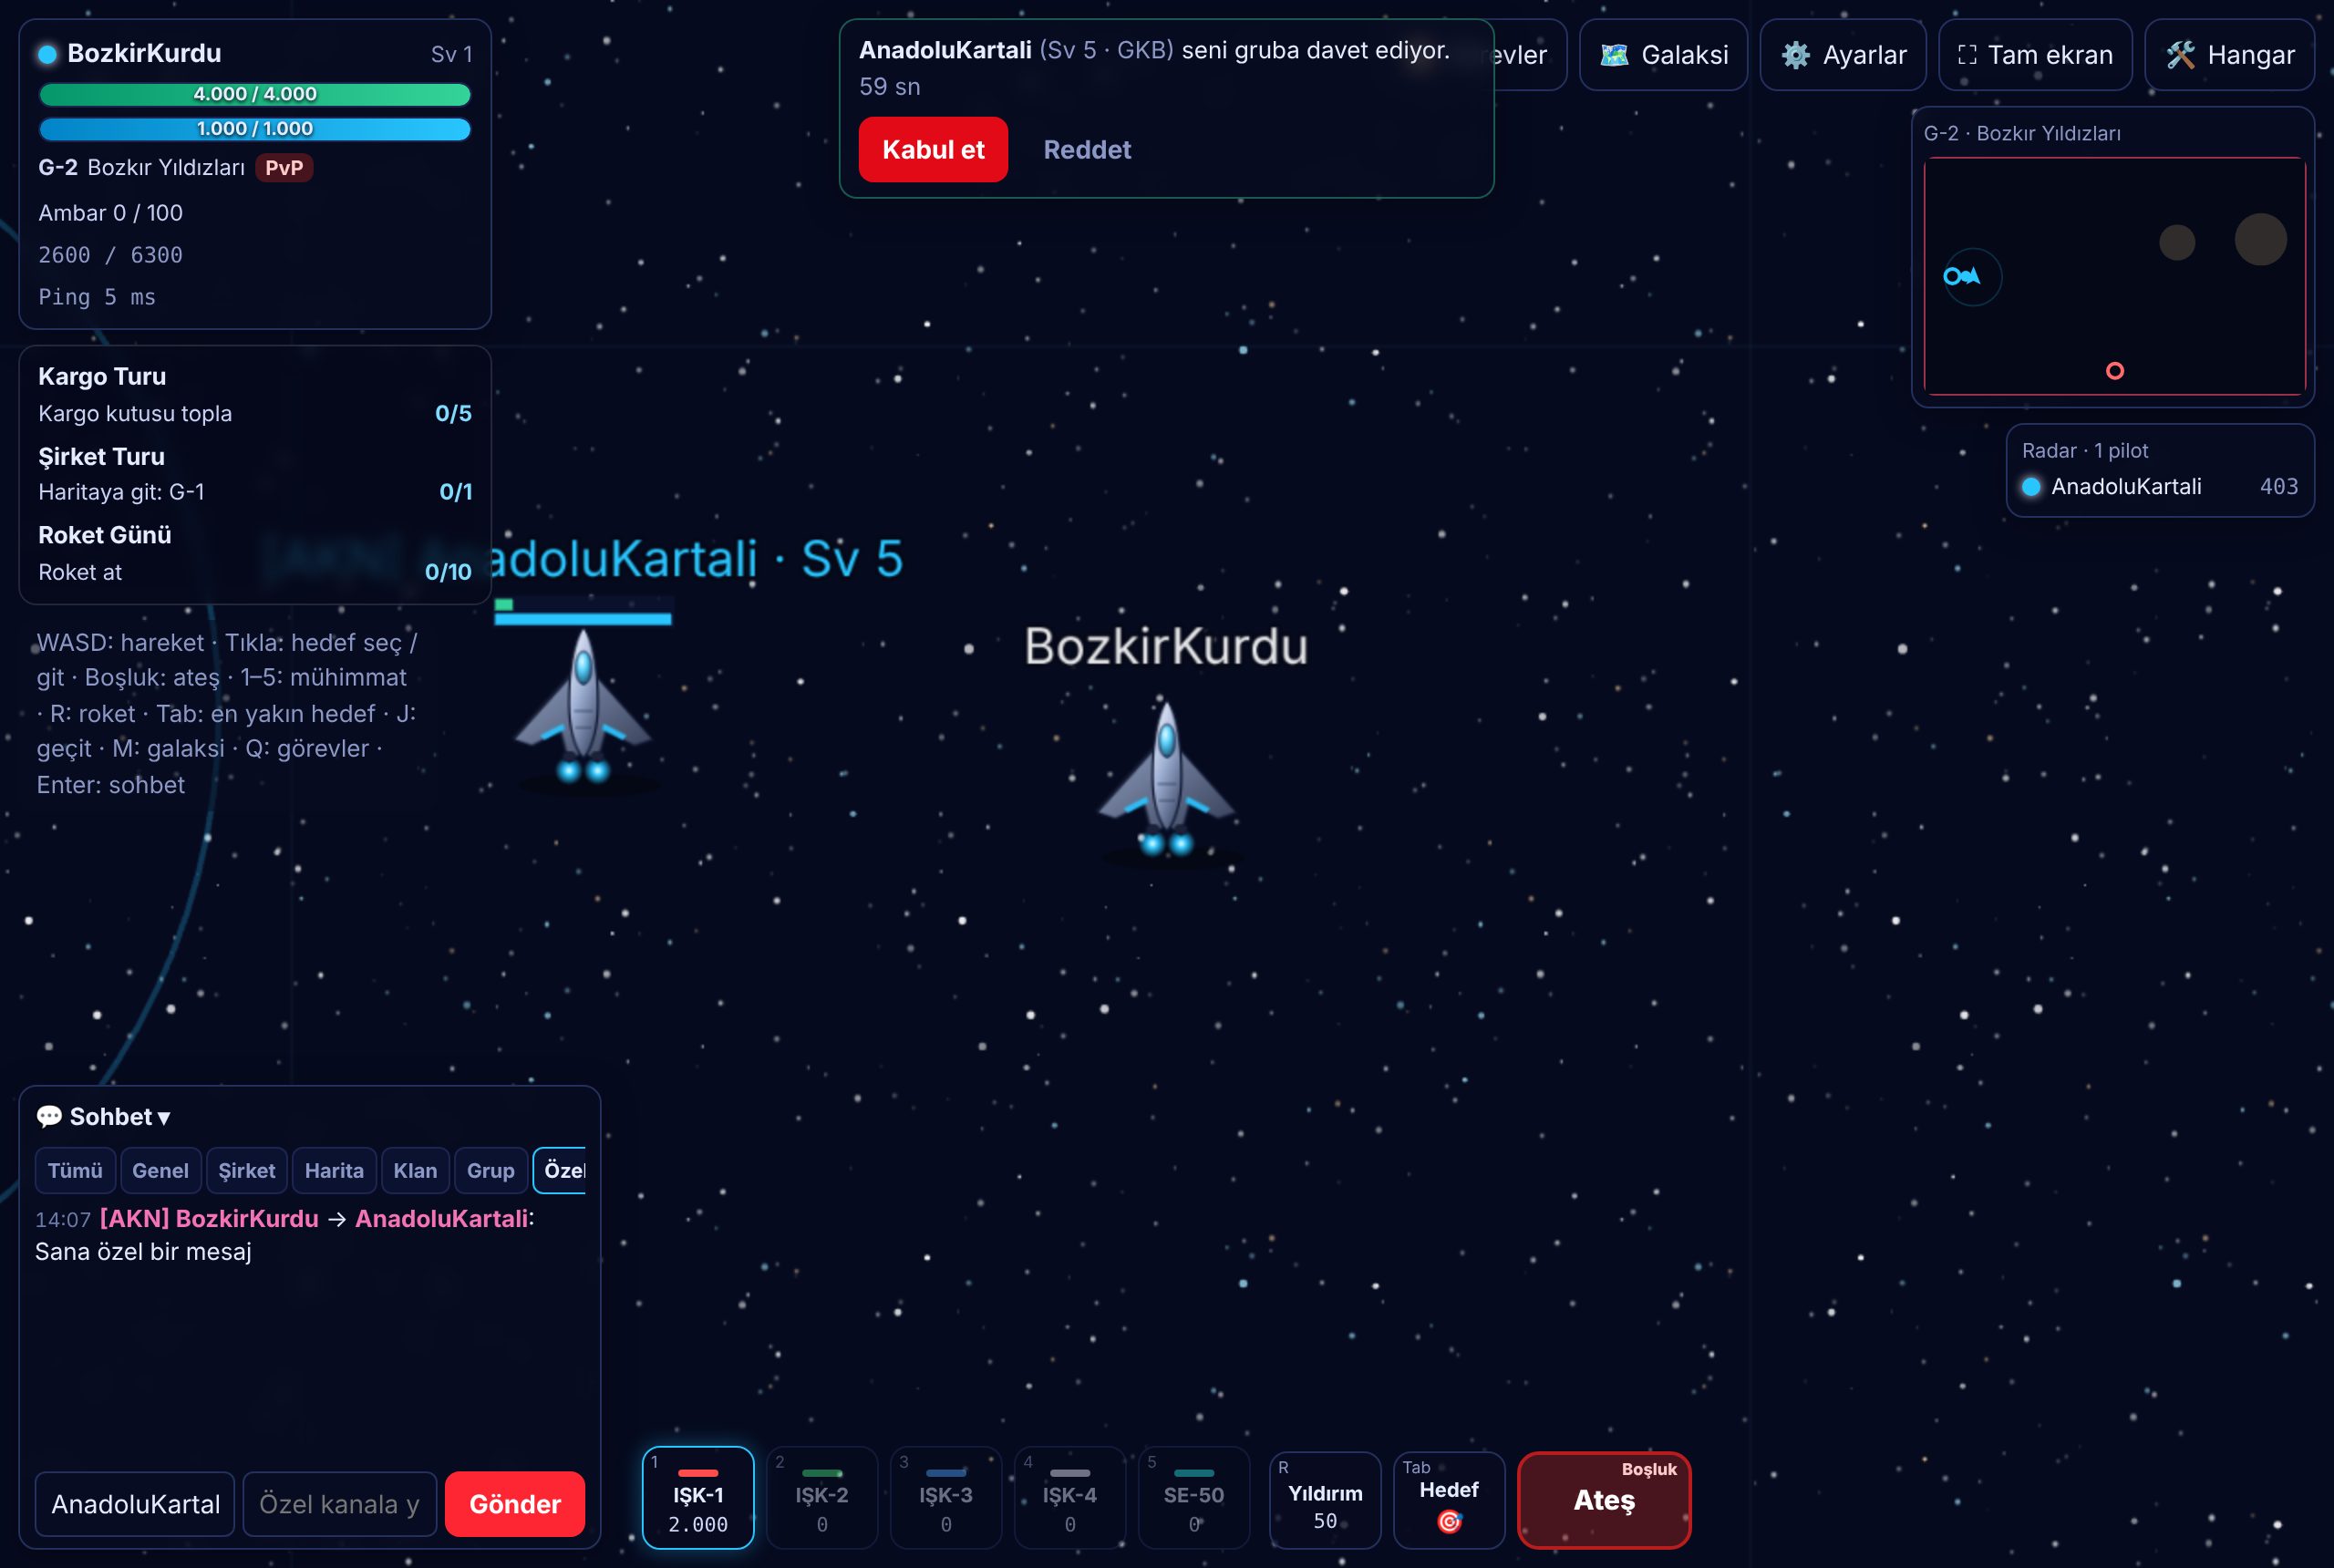 BozkirKurdu Sv 1
4.000 / 4.000
1.000 / 1.000
G-2 Bozkır Yıldızları PvP
Ambar 0 / 100
2600 / 6300
Ping 5 ms
AnadoluKartali (Sv 5 · GKB) seni gruba davet ediyor.
59 sn
Kabul et Reddet
evler
Galaksi
Ayarlar
Tam ekran
Hangar
G-2 · Bozkır Yıldızları
Radar · 1 pilot
AnadoluKartali 403
Kargo Turu
Kargo kutusu topla 0/5
Şirket Turu
Haritaya git: G-1 0/1
Roket Günü
Roket at 0/10
[AKN] AnadoluKartali · Sv 5
BozkirKurdu
WASD: hareket · Tıkla: hedef seç /
git · Boşluk: ateş · 1–5: mühimmat
· R: roket · Tab: en yakın hedef · J:
geçit · M: galaksi · Q: görevler ·
Enter: sohbet
Sohbet ▾
Tümü Genel Şirket Harita Klan Grup Özel
14:07 [AKN] BozkirKurdu → AnadoluKartali:
Sana özel bir mesaj
AnadoluKartal Özel kanala y Gönder
1 IŞK-1 2.000
2 IŞK-2 0
3 IŞK-3 0
4 IŞK-4 0
5 SE-50 0
R Yıldırım 50
Tab Hedef
Boşluk Ateş